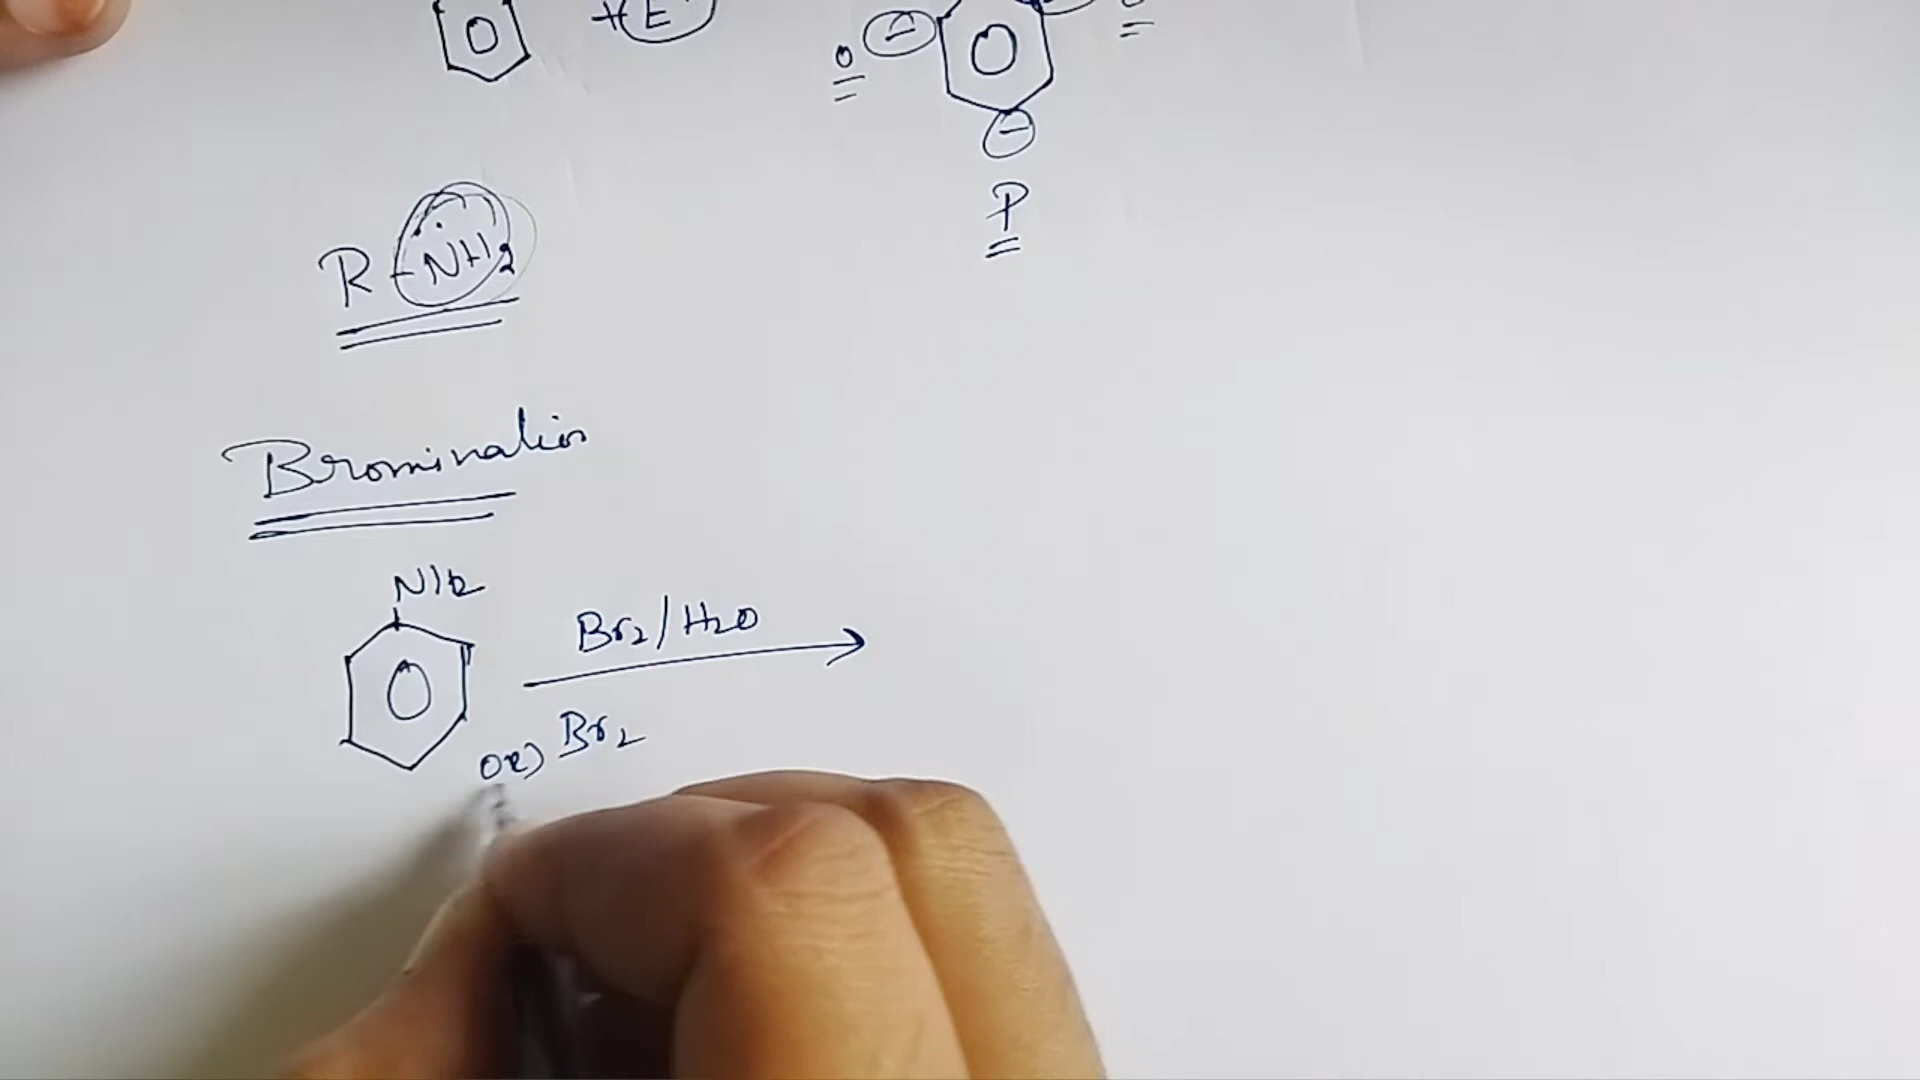 +E+
O
P
R-NH2
Bromination
NH2
Br2/H2O
or) Br2